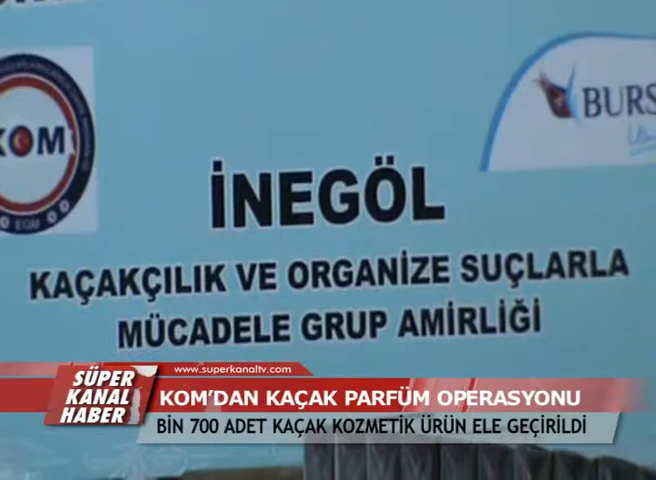 KOM
EGM
BURS
İNEGÖL
KAÇAKÇILIK VE ORGANİZE SUÇLARLA
MÜCADELE GRUP AMİRLİĞİ
www.superkanaltv.com
SÜPER
KANAL
HABER
KOM'DAN KAÇAK PARFÜM OPERASYONU
BİN 700 ADET KAÇAK KOZMETİK ÜRÜN ELE GEÇİRİLDİ